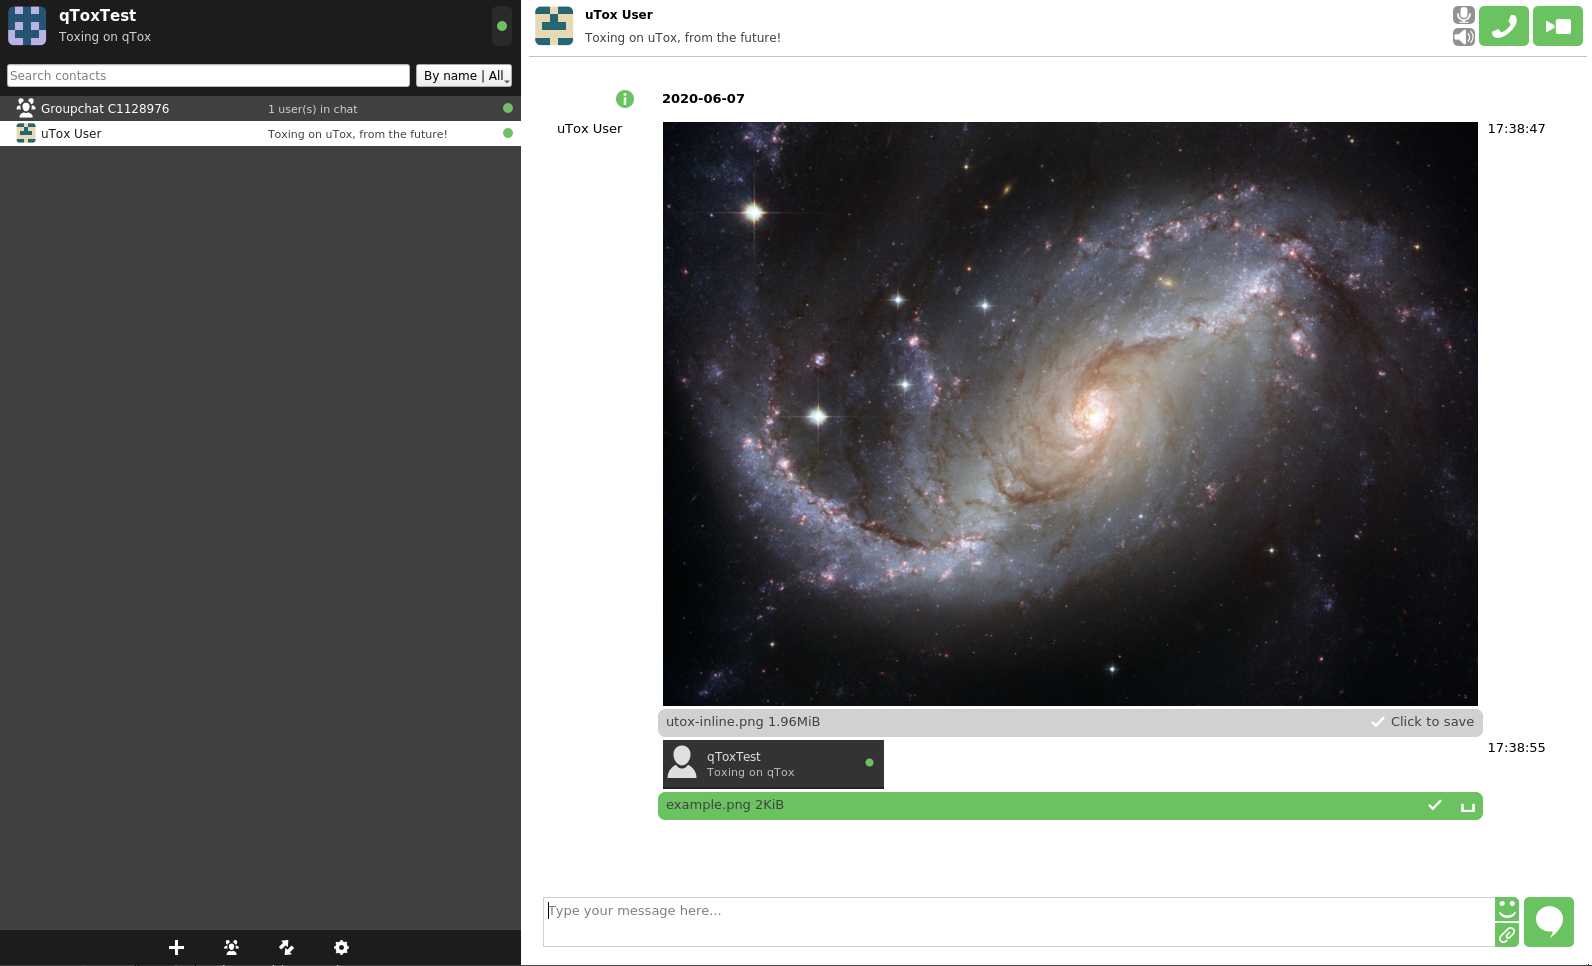 qToxTest
Toxing on qTox
Search contacts
By name | All
Groupchat C1128976 1 user(s) in chat
uTox User Toxing on uTox, from the future!
uTox User
Toxing on uTox, from the future!
2020-06-07
uTox User 17:38:47
utox-inline.png 1.96MiB Click to save
qToxTest 17:38:55
Toxing on qTox
example.png 2KiB
Type your message here...